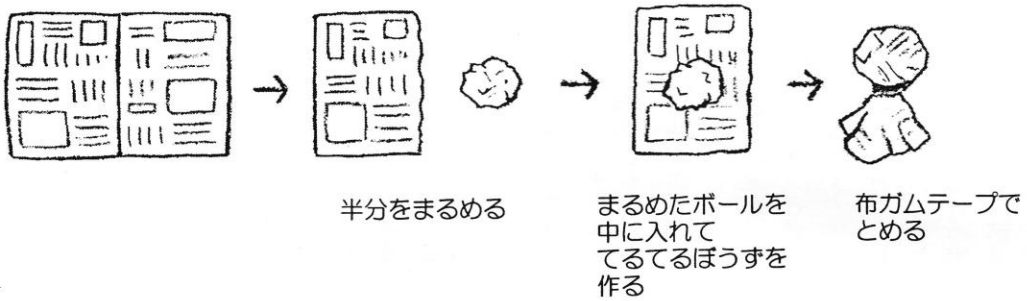 半分をまるめる
まるめたボールを
中に入れて
てるてるぼうずを
作る
布ガムテープで
とめる